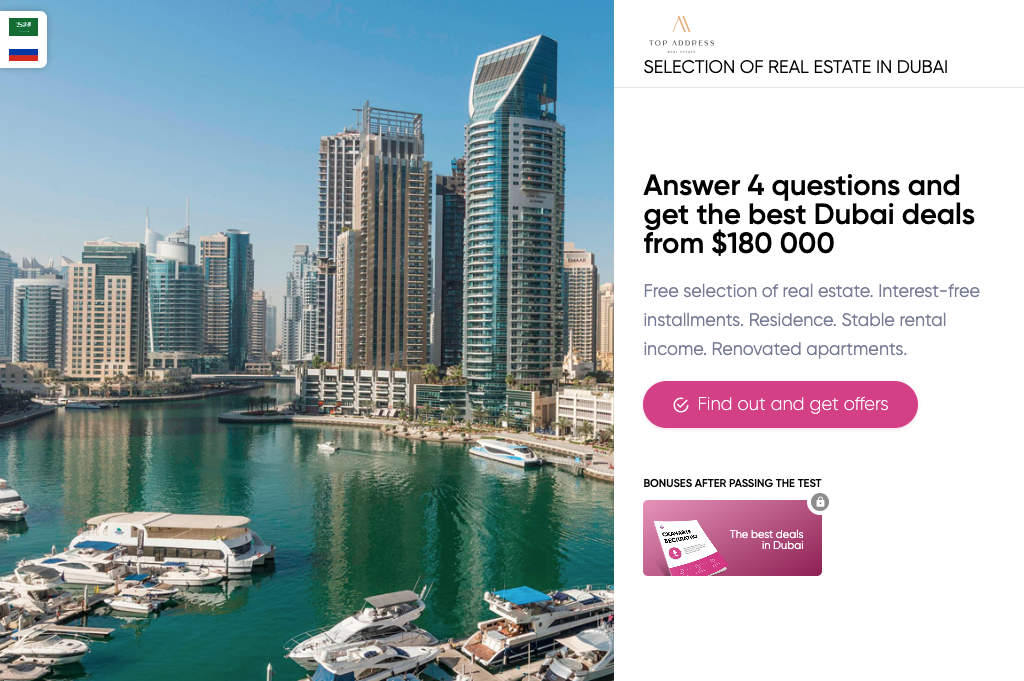 TOP ADDRESS
REAL ESTATE
SELECTION OF REAL ESTATE IN DUBAI
Answer 4 questions and
get the best Dubai deals
from $180 000
Free selection of real estate. Interest-free
installments. Residence. Stable rental
income. Renovated apartments.
Find out and get offers
BONUSES AFTER PASSING THE TEST
The best deals
in Dubai
EMAAR